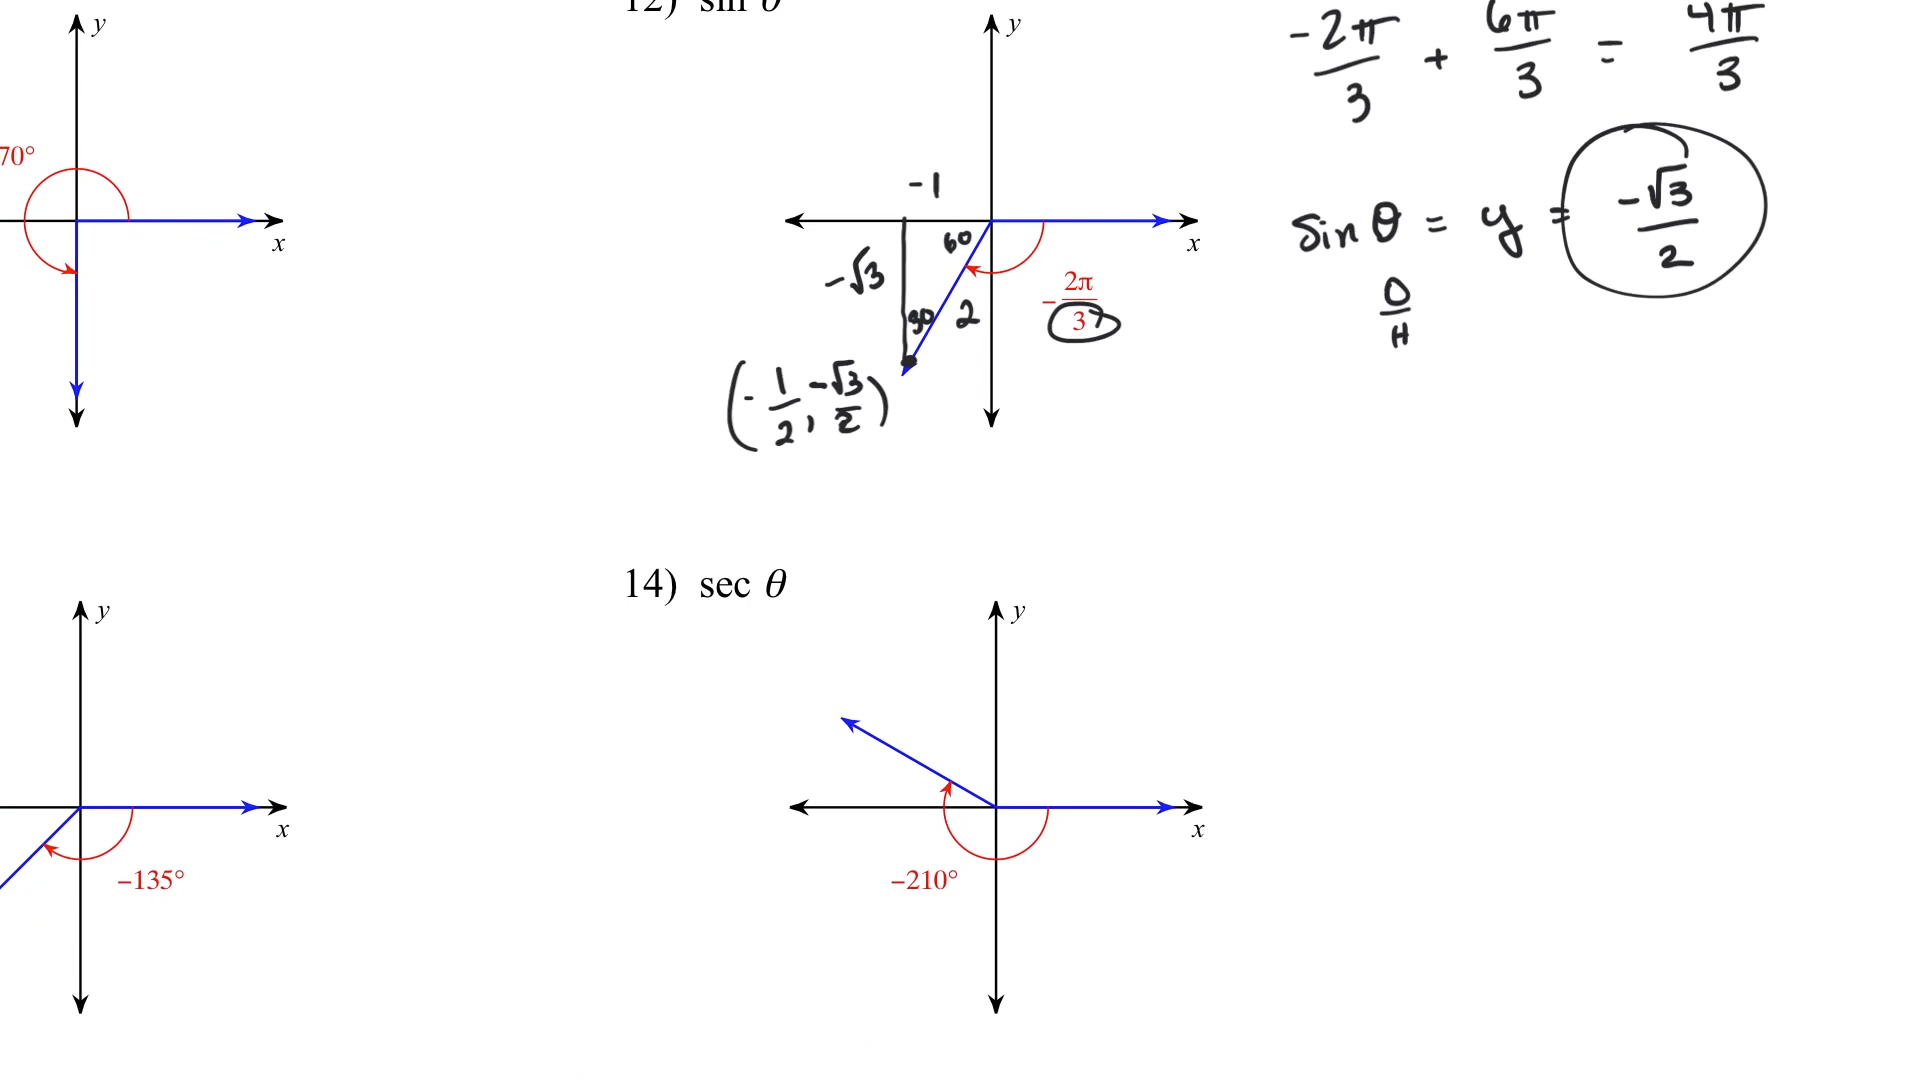 12) sin θ
y
-2π/3 + 6π/3 = 4π/3
y
70°
-1
x
60
x
sin θ = y = -√3/2
-√3
−2π/3
O/H
30
2
(-1/2, -√3/2)
14) sec θ
y
y
x
x
−135°
−210°